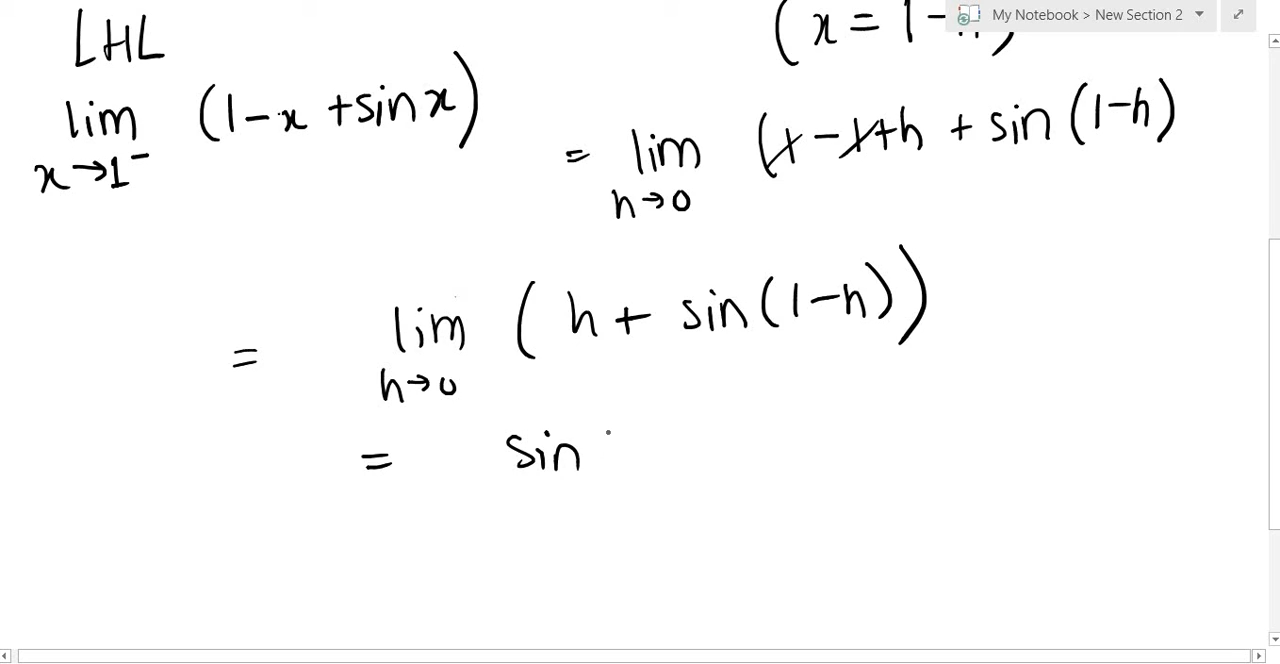 My Notebook > New Section 2
LHL
(x = 1 -
lim (1-x +sin x)
x→1⁻
= lim (1 - 1+h + sin (1-h)
h→0
= lim ( h + sin (1-h))
h→0
= sin